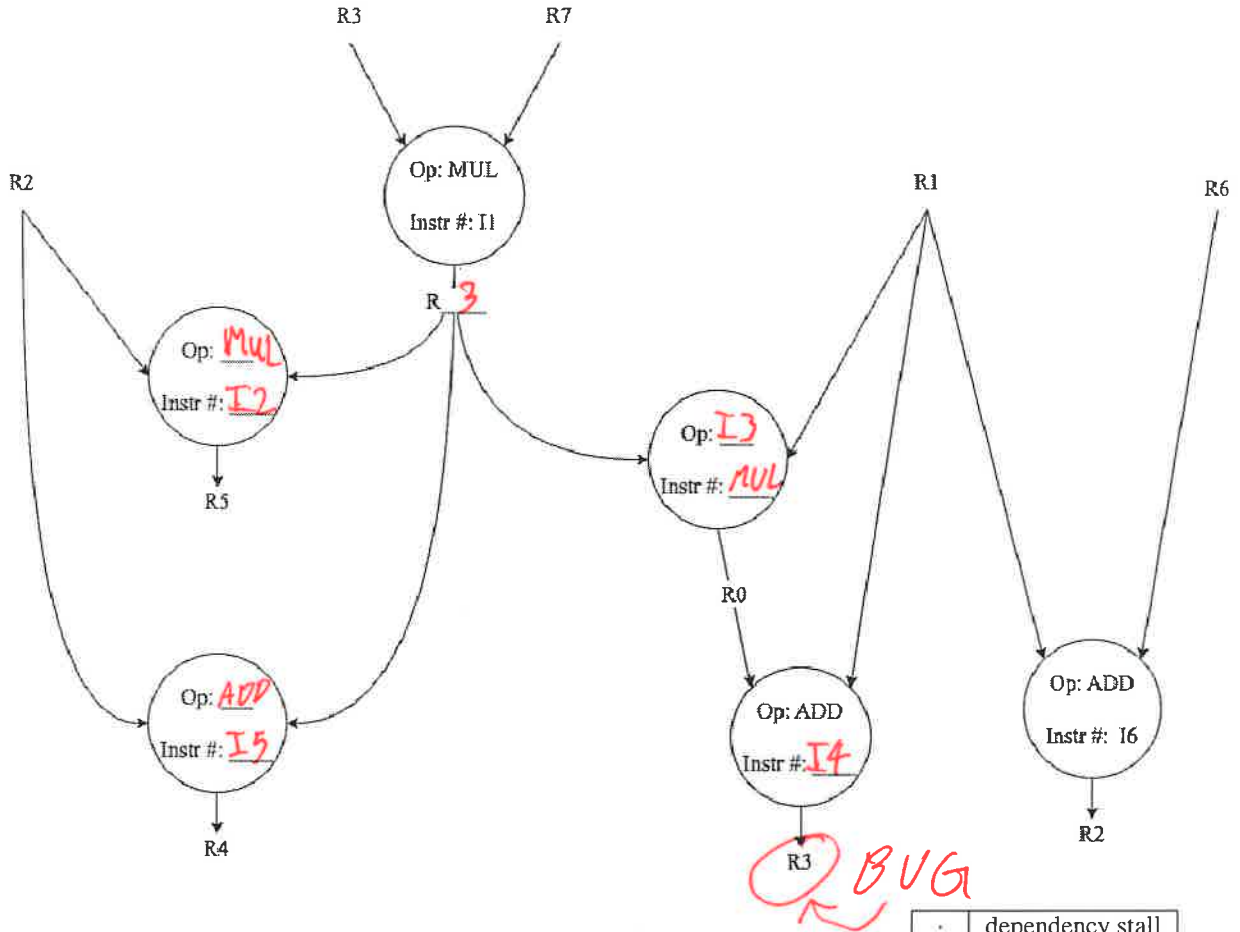 R3
R7
Op: MUL
Instr #: I1
R2
R1
R6
R 3
Op: MUL
Instr #: I2
R5
Op: I3
Instr #: MUL
R0
Op: ADD
Instr #: I5
R4
Op: ADD
Instr #: I4
R3
BUG
Op: ADD
Instr #: I6
R2
· dependency stall